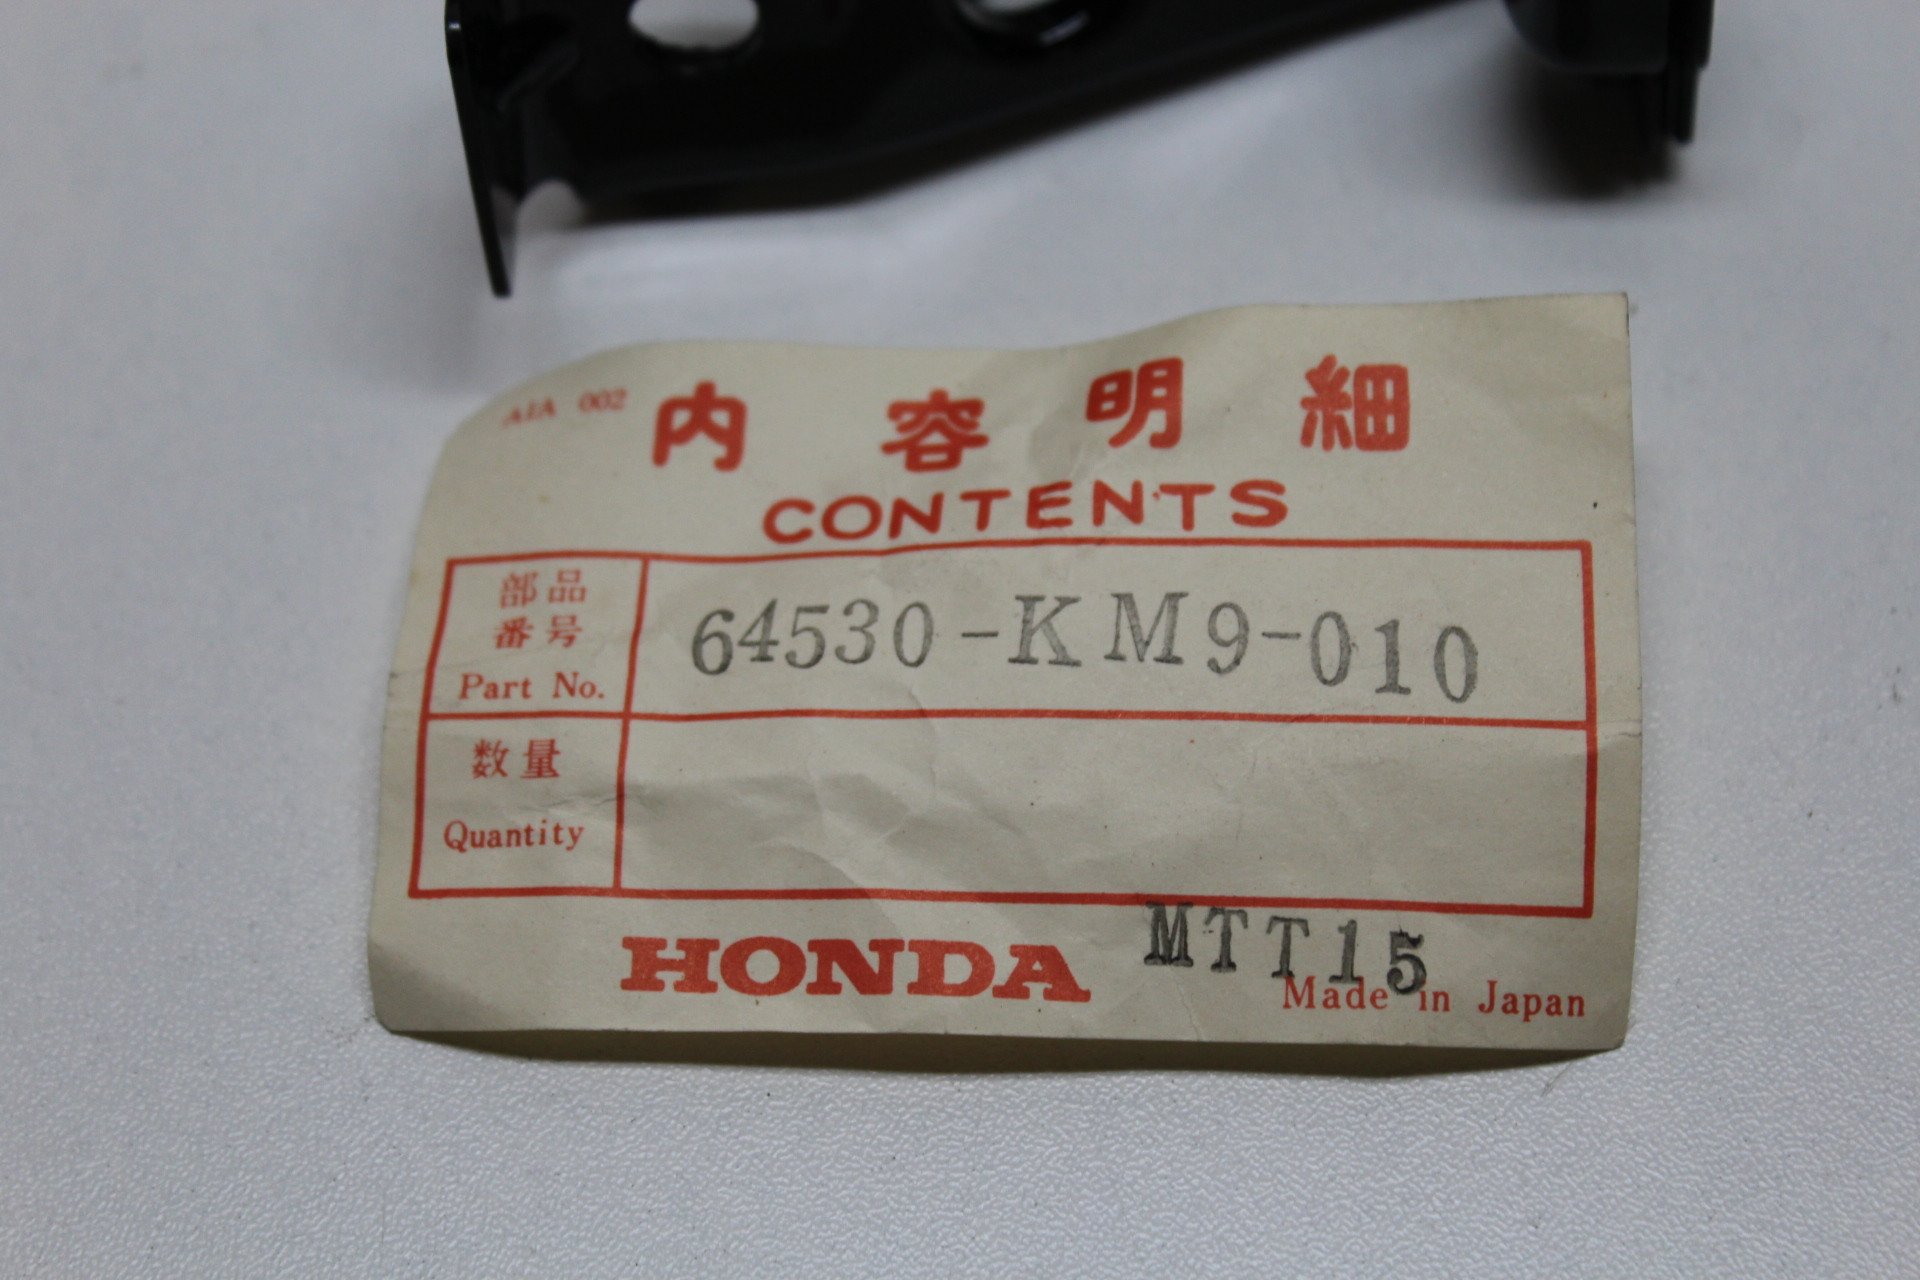 AIA 002
内容明細
CONTENTS
部品
番号
Part No.
64530-KM9-010
数量
Quantity
HONDA
MTT15
Made in Japan